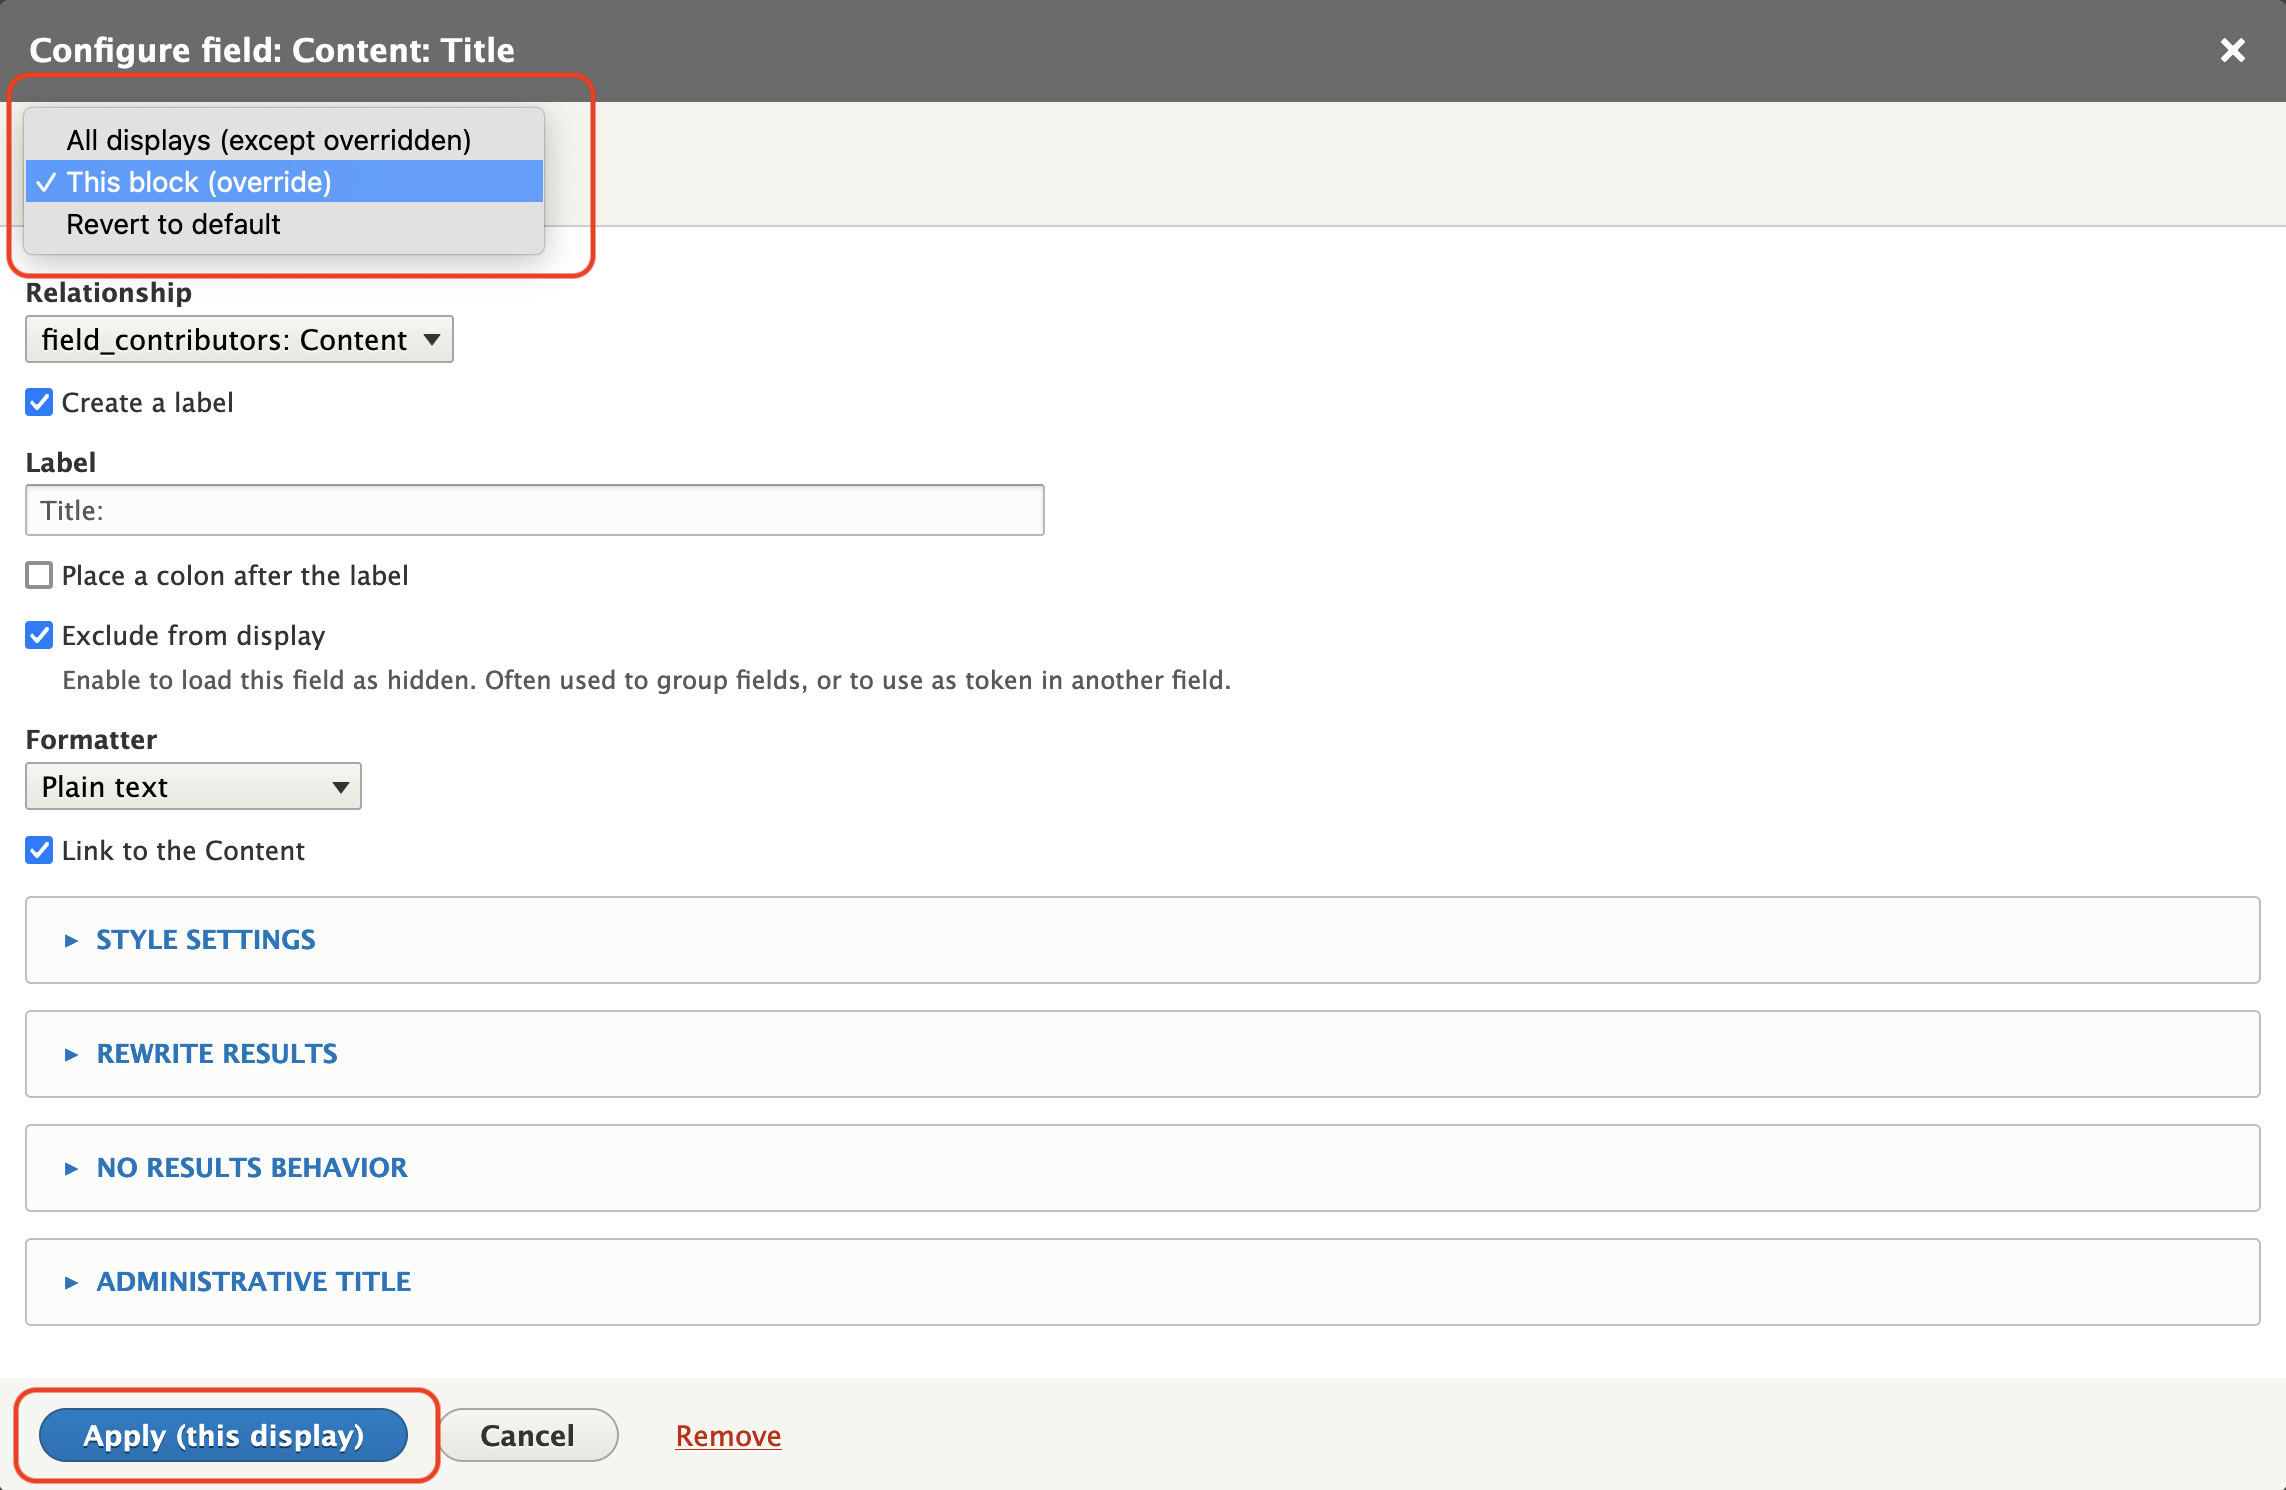 Configure field: Content: Title
All displays (except overridden)
This block (override)
Revert to default
Relationship
field_contributors: Content
Create a label
Label
Title:
Place a colon after the label
Exclude from display
Enable to load this field as hidden. Often used to group fields, or to use as token in another field.
Formatter
Plain text
Link to the Content
STYLE SETTINGS
REWRITE RESULTS
NO RESULTS BEHAVIOR
ADMINISTRATIVE TITLE
Apply (this display) Cancel Remove